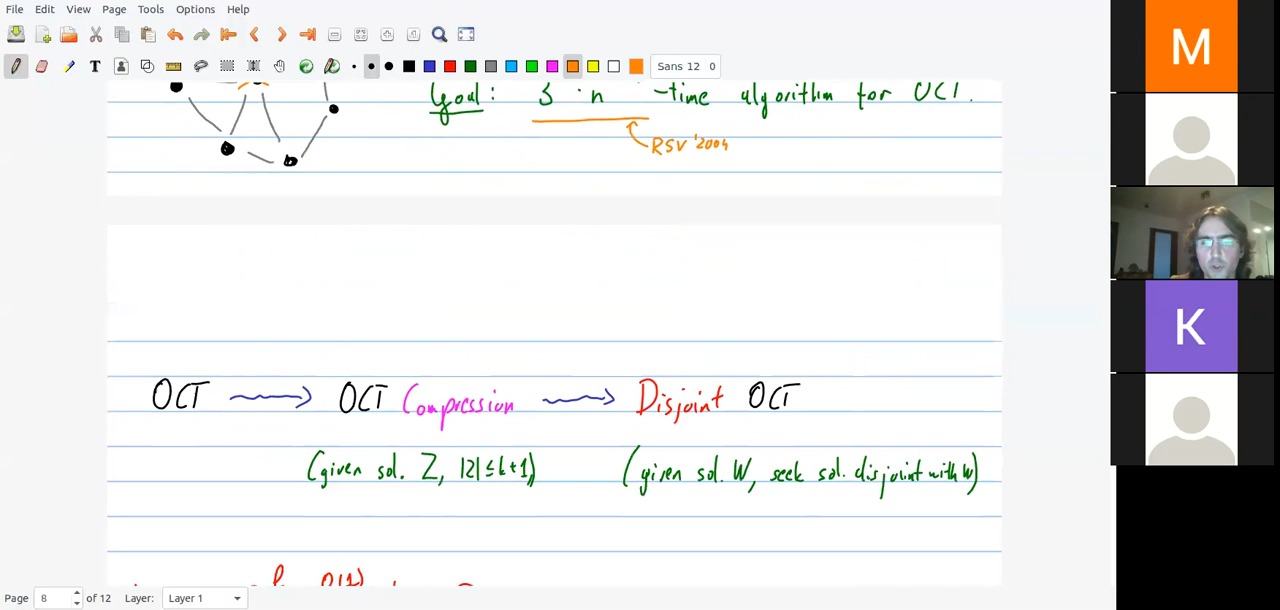 File Edit View Page Tools Options Help
Sans 12 0
Goal: 3 · n -time algorithm for OCT.
RSV '2004
OCT OCT Compression Disjoint OCT
(given sol. Z, |Z| ≤ k+1) (given sol. W, seek sol. disjoint with W)
Page 8 of 12 Layer: Layer 1
M
K